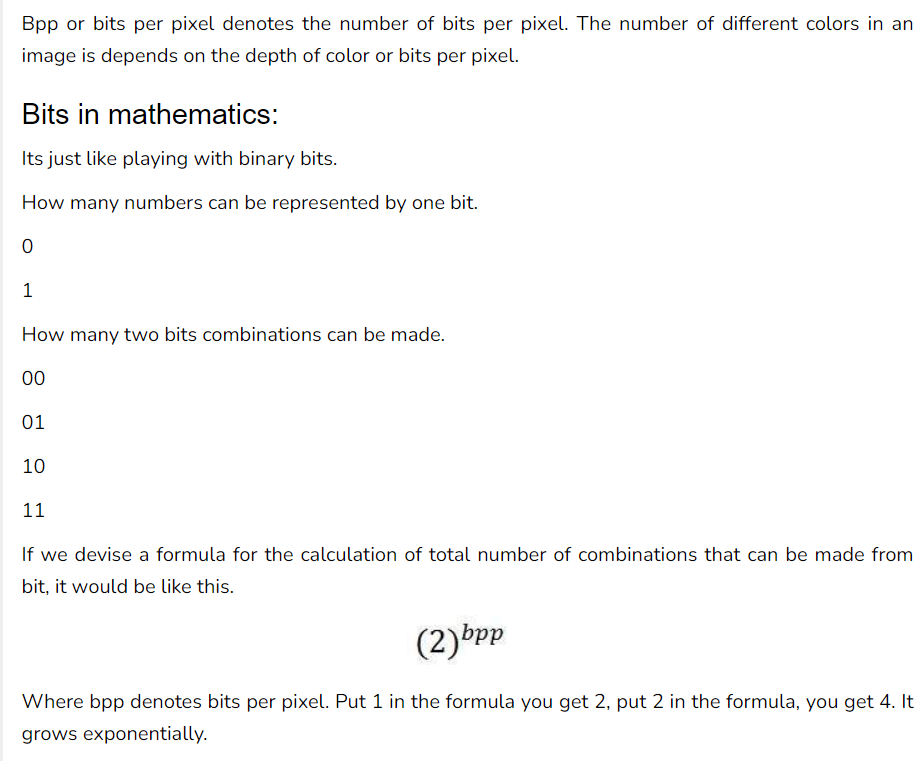 Bpp or bits per pixel denotes the number of bits per pixel. The number of different colors in an
image is depends on the depth of color or bits per pixel.
Bits in mathematics:
Its just like playing with binary bits.
How many numbers can be represented by one bit.
0
1
How many two bits combinations can be made.
00
01
10
11
If we devise a formula for the calculation of total number of combinations that can be made from
bit, it would be like this.
(2)^bpp
Where bpp denotes bits per pixel. Put 1 in the formula you get 2, put 2 in the formula, you get 4. It
grows exponentially.